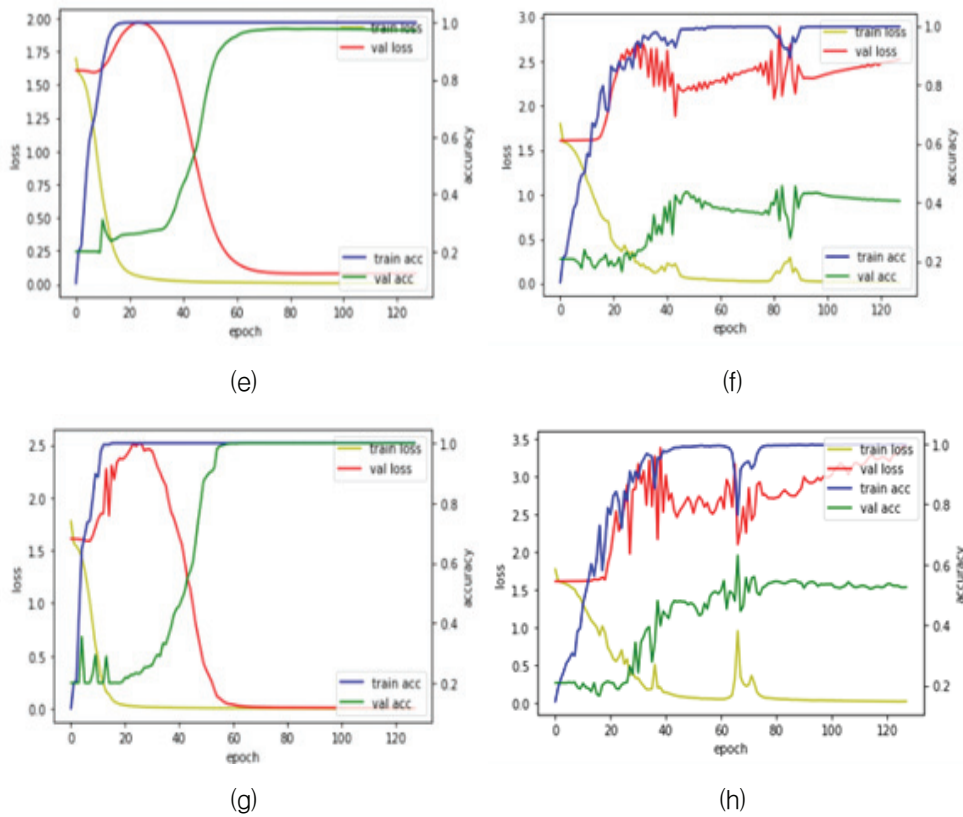 2.00
1.75
1.50
1.25
1.00
0.75
0.50
0.25
0.00
loss
1.0
0.8
0.6
0.4
0.2
accuracy
train loss
val loss
train acc
val acc
0 20 40 60 80 100 120
epoch
(e)
3.0
2.5
2.0
1.5
1.0
0.5
0.0
loss
1.0
0.8
0.6
0.4
0.2
accuracy
train loss
val loss
train acc
val acc
0 20 40 60 80 100 120
epoch
(f)
2.5
2.0
1.5
1.0
0.5
0.0
loss
1.0
0.8
0.6
0.4
0.2
accuracy
train loss
val loss
train acc
val acc
0 20 40 60 80 100 120
epoch
(g)
3.5
3.0
2.5
2.0
1.5
1.0
0.5
0.0
loss
1.0
0.8
0.6
0.4
0.2
accuracy
train loss
val loss
train acc
val acc
0 20 40 60 80 100 120
epoch
(h)